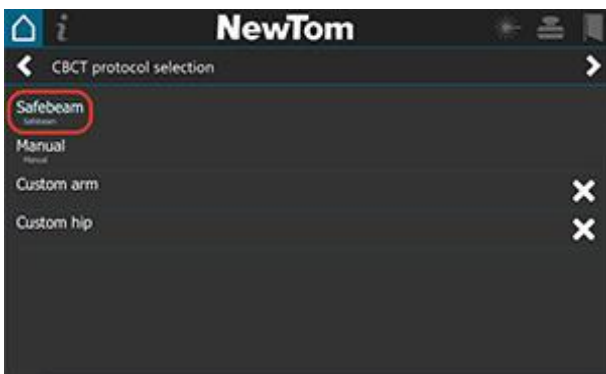 i
NewTom
CBCT protocol selection
Safebeam
Safebeam
Manual
Manual
Custom arm
Custom hip